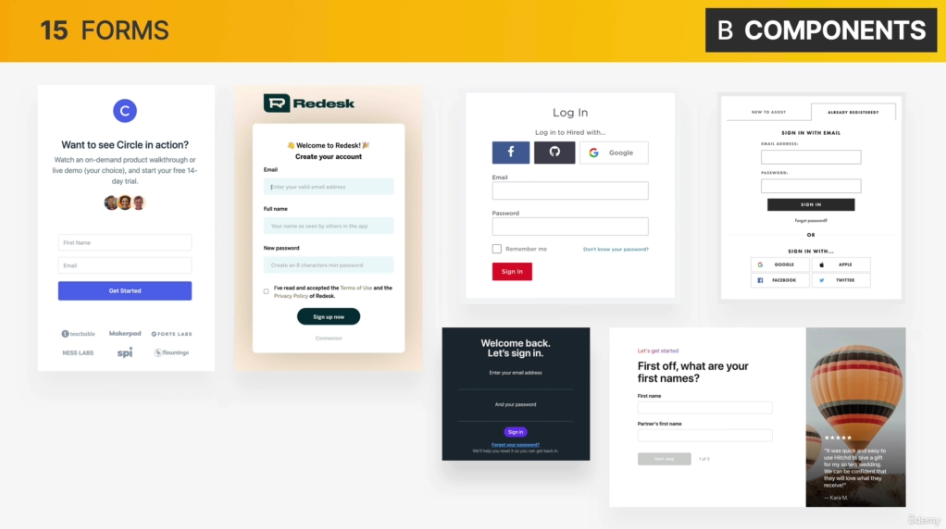 15 FORMS
B COMPONENTS
C
Want to see Circle in action?
Watch an on-demand product walkthrough or
live demo (your choice), and start your free 14-
day trial.
First Name
Email
Get Started
teachable
Makerpad
FORTE LABS
NESS LABS
spi
Redesk
👋 Welcome to Redesk! 🎉
Create your account
Email
Enter your valid email address
Full name
Your name as seen by others in the app
New password
Create an 8 characters min password
I've read and accepted the Terms of Use and the
Privacy Policy of Redesk.
Sign up now
Connexion
Log In
Log in to Hired with...
Google
Email
Password
Remember me
Don't know your password?
Sign In
NEW TO ASOS?
ALREADY REGISTERED?
SIGN IN WITH EMAIL
EMAIL ADDRESS:
PASSWORD:
SIGN IN
Forgot password?
OR
SIGN IN WITH...
GOOGLE
APPLE
FACEBOOK
TWITTER
Welcome back.
Let's sign in.
Enter your email address
And your password
Sign in
Forgot your password?
We'll help you reset it so you can get back in.
Let's get started
First off, what are your
first names?
First name
Partner's first name
Next step
1 of 5
★★★★★
"It was quick and easy to
use Hitchd to give a gift
for my sisters wedding.
We can be confident that
they will love what they
receive!"
— Kara M.
ûdemy